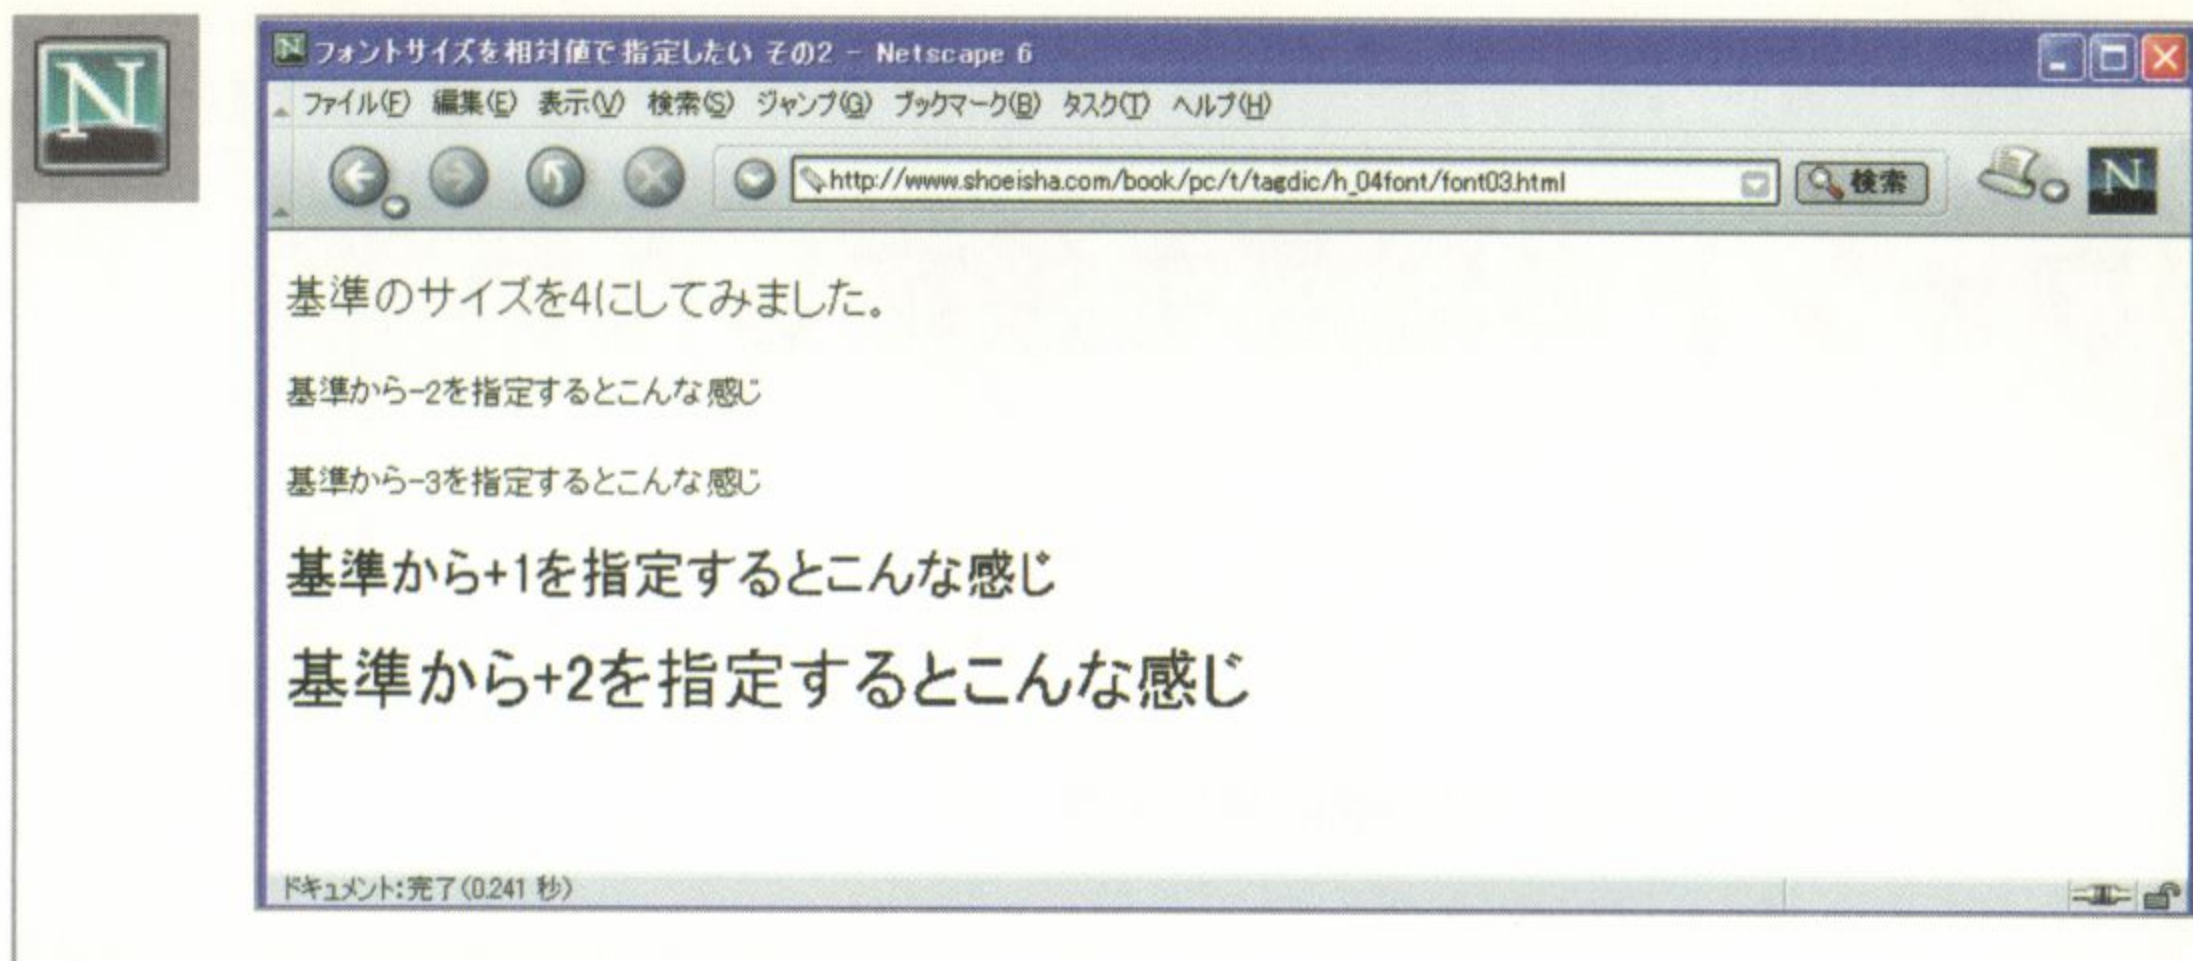 N
フォントサイズを相対値で指定したい その2 - Netscape 6
ファイル(F) 編集(E) 表示(V) 検索(S) ジャンプ(G) ブックマーク(B) タスク(T) ヘルプ(H)
http://www.shoeisha.com/book/pc/t/tagdic/h_04font/font03.html 検索 N
基準のサイズを4にしてみました。
基準から-2を指定するとこんな感じ
基準から-3を指定するとこんな感じ
基準から+1を指定するとこんな感じ
基準から+2を指定するとこんな感じ
ドキュメント:完了(0.241 秒)